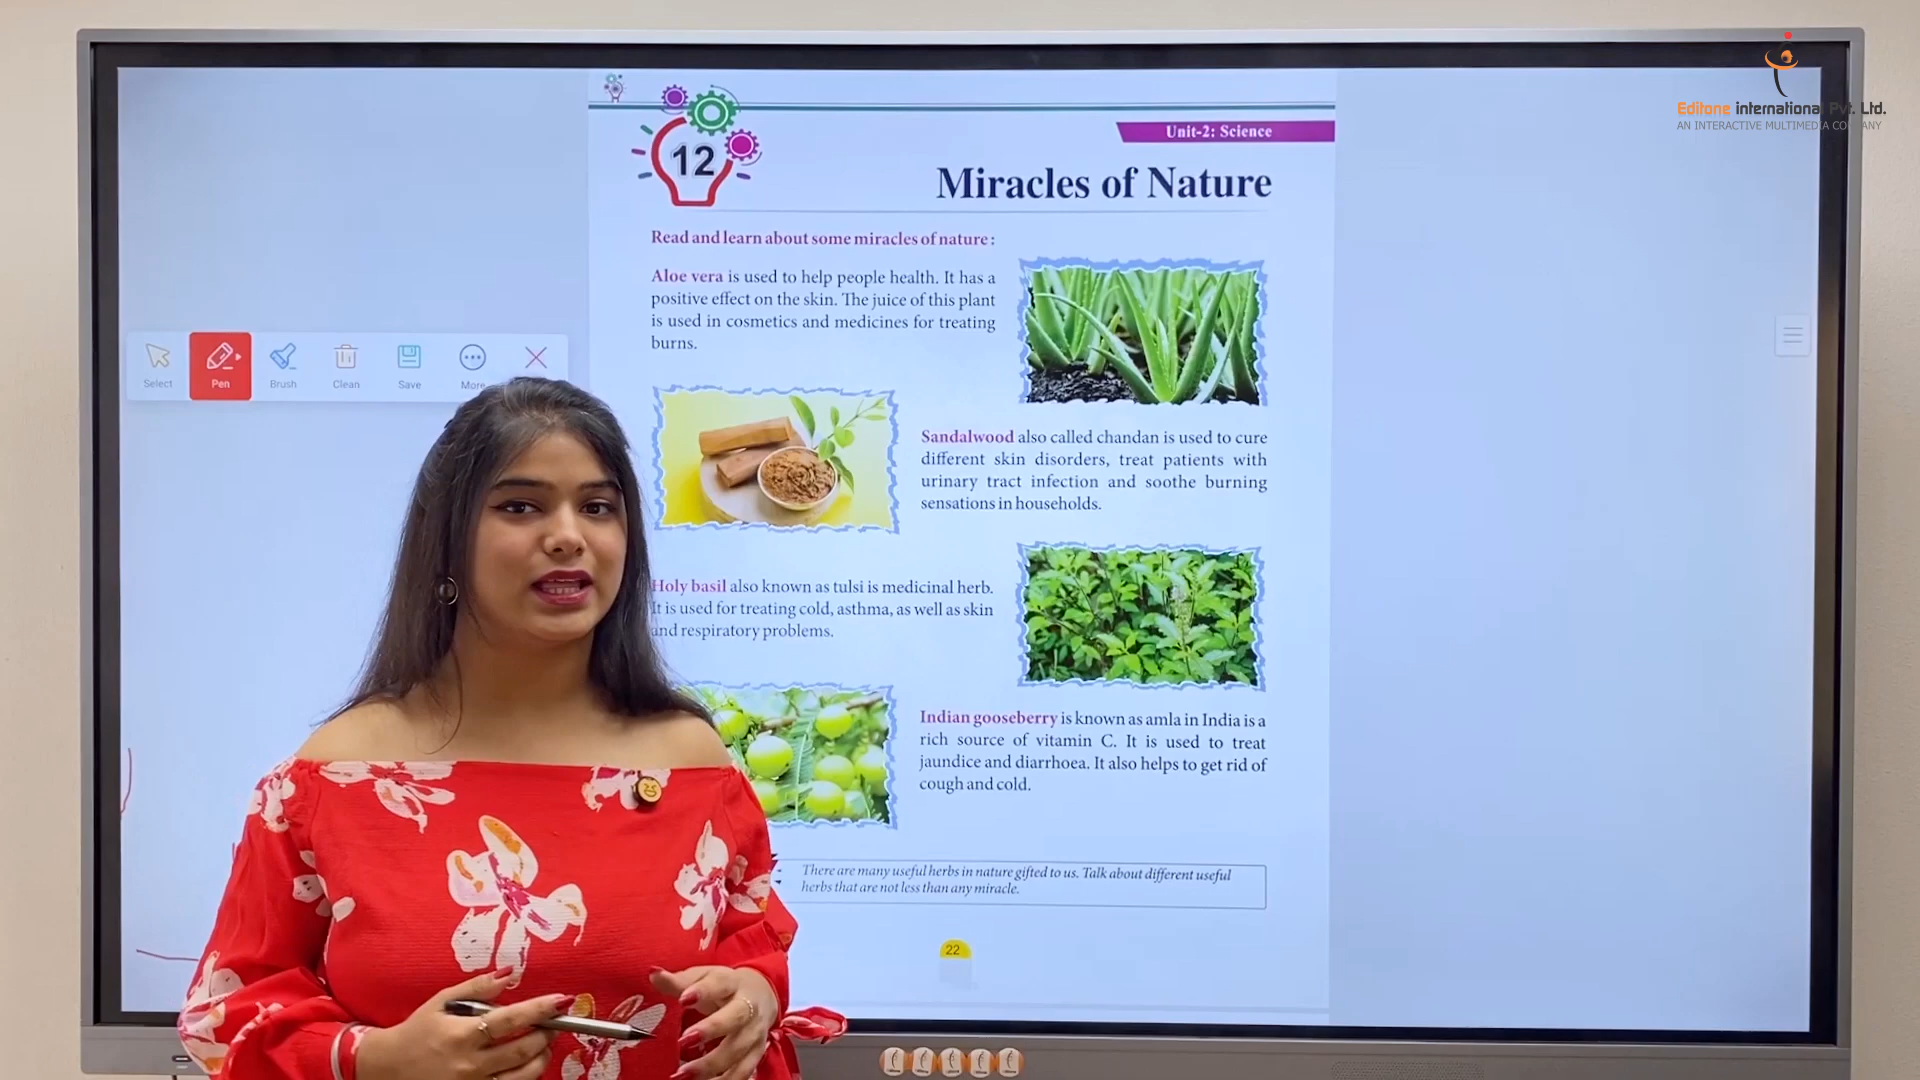 Editone international Pvt. Ltd.
AN INTERACTIVE MULTIMEDIA COMPANY
Unit-2: Science
12
Miracles of Nature
Read and learn about some miracles of nature :
Aloe vera is used to help people health. It has a
positive effect on the skin. The juice of this plant
is used in cosmetics and medicines for treating
burns.
Select
Pen
Brush
Clean
Save
More
Sandalwood also called chandan is used to cure
different skin disorders, treat patients with
urinary tract infection and soothe burning
sensations in households.
Holy basil also known as tulsi is medicinal herb.
It is used for treating cold, asthma, as well as skin
and respiratory problems.
Indian gooseberry is known as amla in India is a
rich source of vitamin C. It is used to treat
jaundice and diarrhoea. It also helps to get rid of
cough and cold.
There are many useful herbs in nature gifted to us. Talk about different useful
herbs that are not less than any miracle.
22